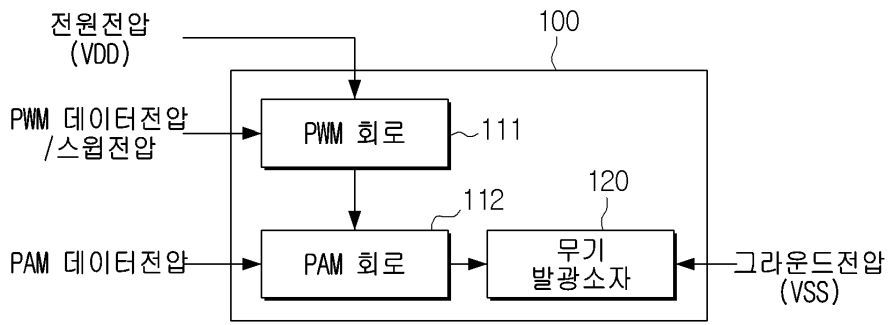 전원전압
(VDD)
100
PWM 데이터전압
/스윕전압
PWM 회로
111
112
120
PAM 데이터전압
PAM 회로
무기
발광소자
그라운드전압
(VSS)